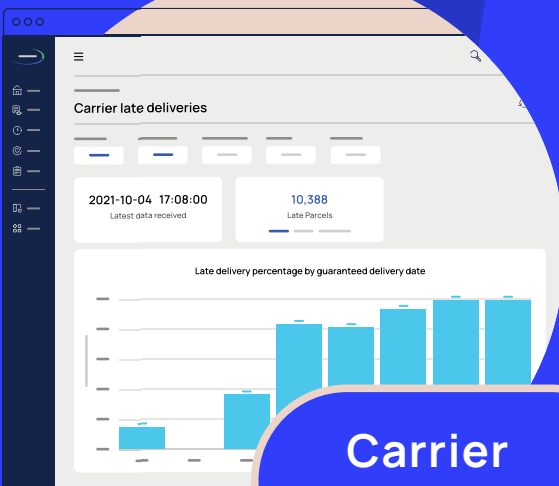 Carrier late deliveries
2021-10-04 17:08:00
Latest data received
10,388
Late Parcels
Late delivery percentage by guaranteed delivery date
Carrier